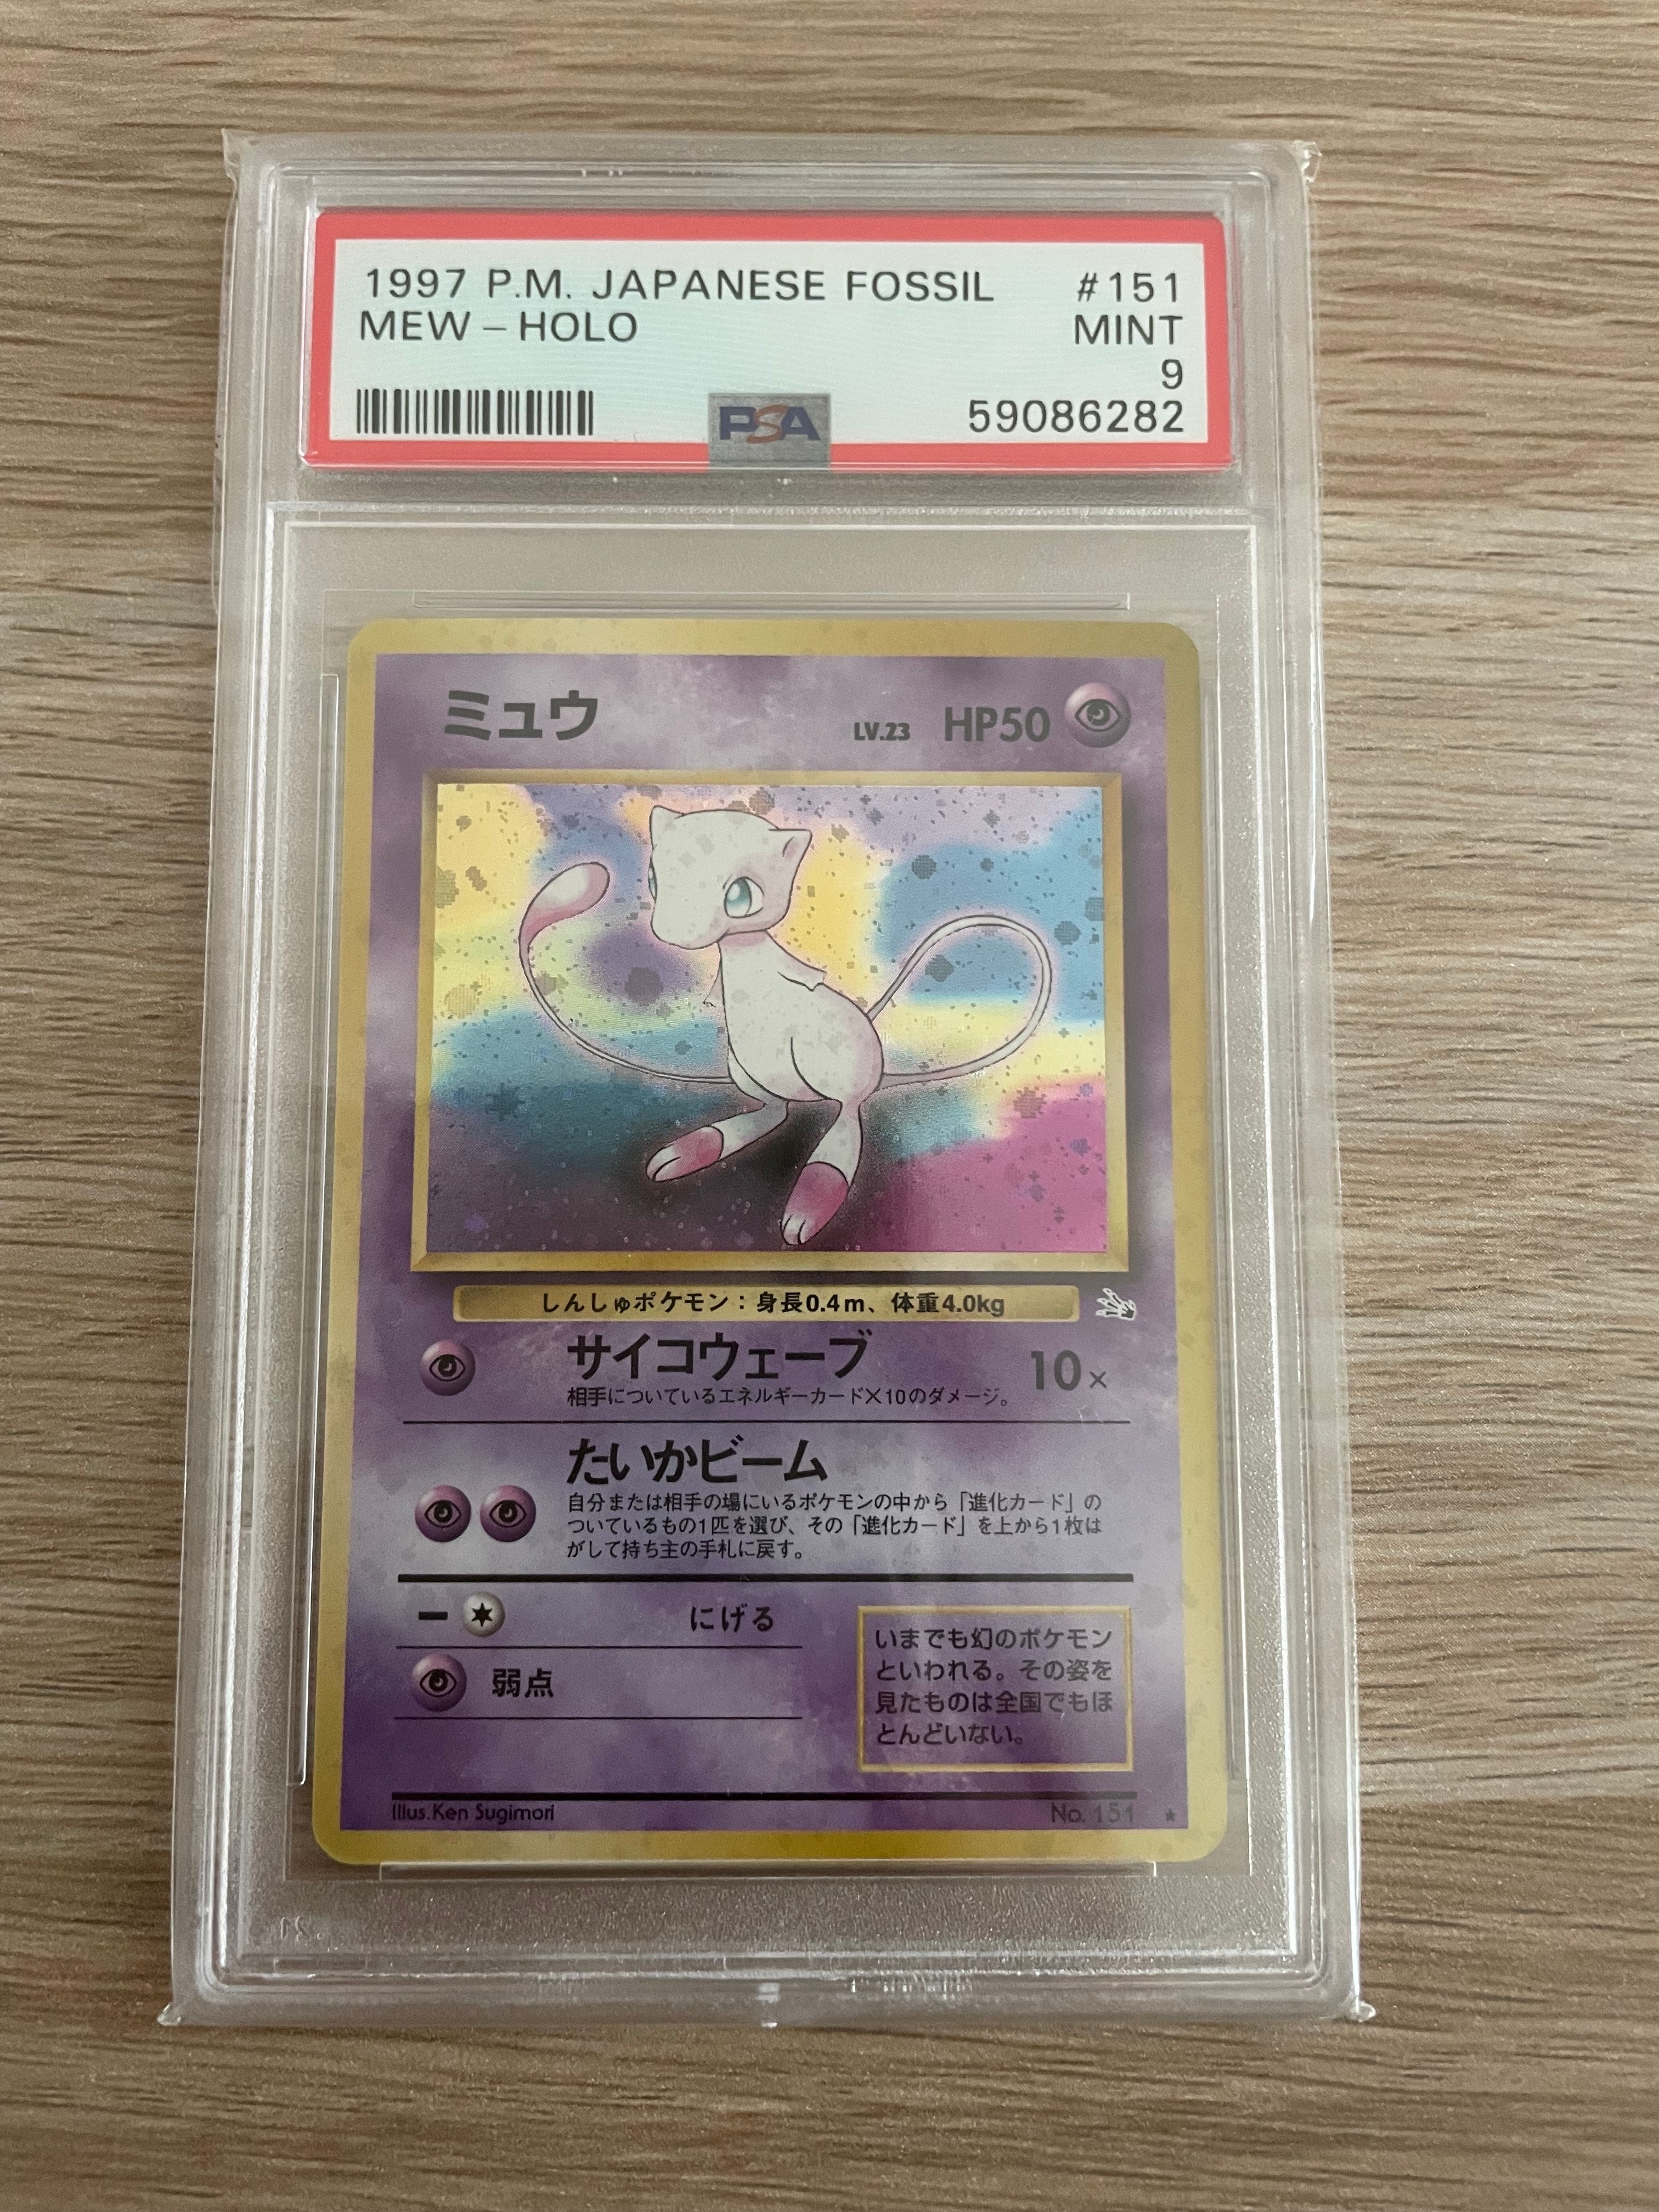 1997 P.M. JAPANESE FOSSIL #151
MEW - HOLO MINT
9
PSA 59086282
ミュウ LV.23 HP50
しんしゅポケモン：身長0.4m、体重4.0kg
サイコウェーブ 10×
相手についているエネルギーカード×10のダメージ。
たいかビーム
自分または相手の場にいるポケモンの中から「進化カード」の
ついているもの1匹を選び、その「進化カード」を上から1枚は
がして持ち主の手札に戻す。
ー にげる
弱点
いまでも幻のポケモン
といわれる。その姿を
見たものは全国でもほ
とんどいない。
Illus.Ken Sugimori No. 151 ★